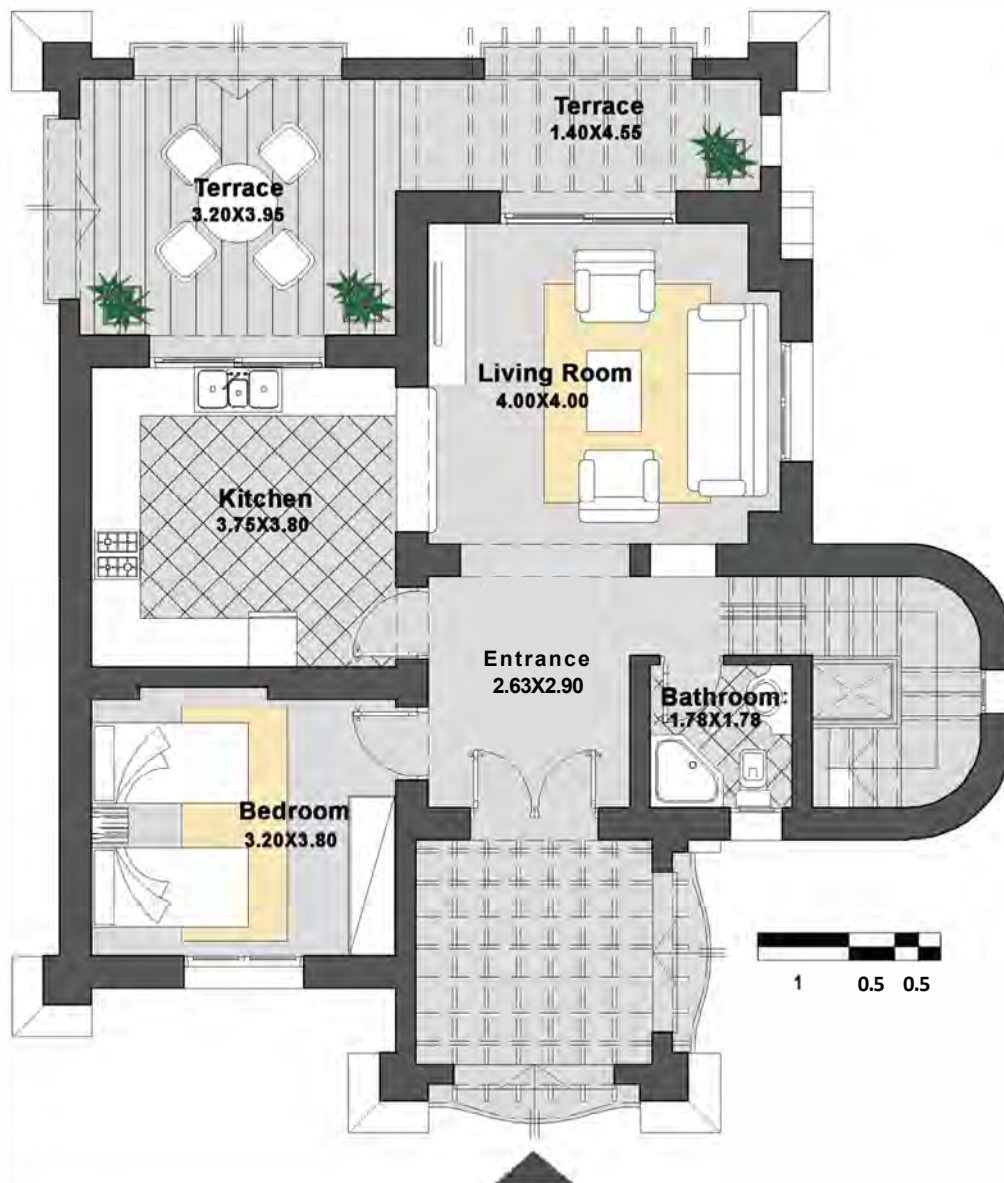 Terrace
1.40X4.55
Terrace
3.20X3.95
Living Room
4.00X4.00
Kitchen
3.75X3.80
Entrance
2.63X2.90
Bathroom
1.78X1.78
Bedroom
3.20X3.80
1 0.5 0.5